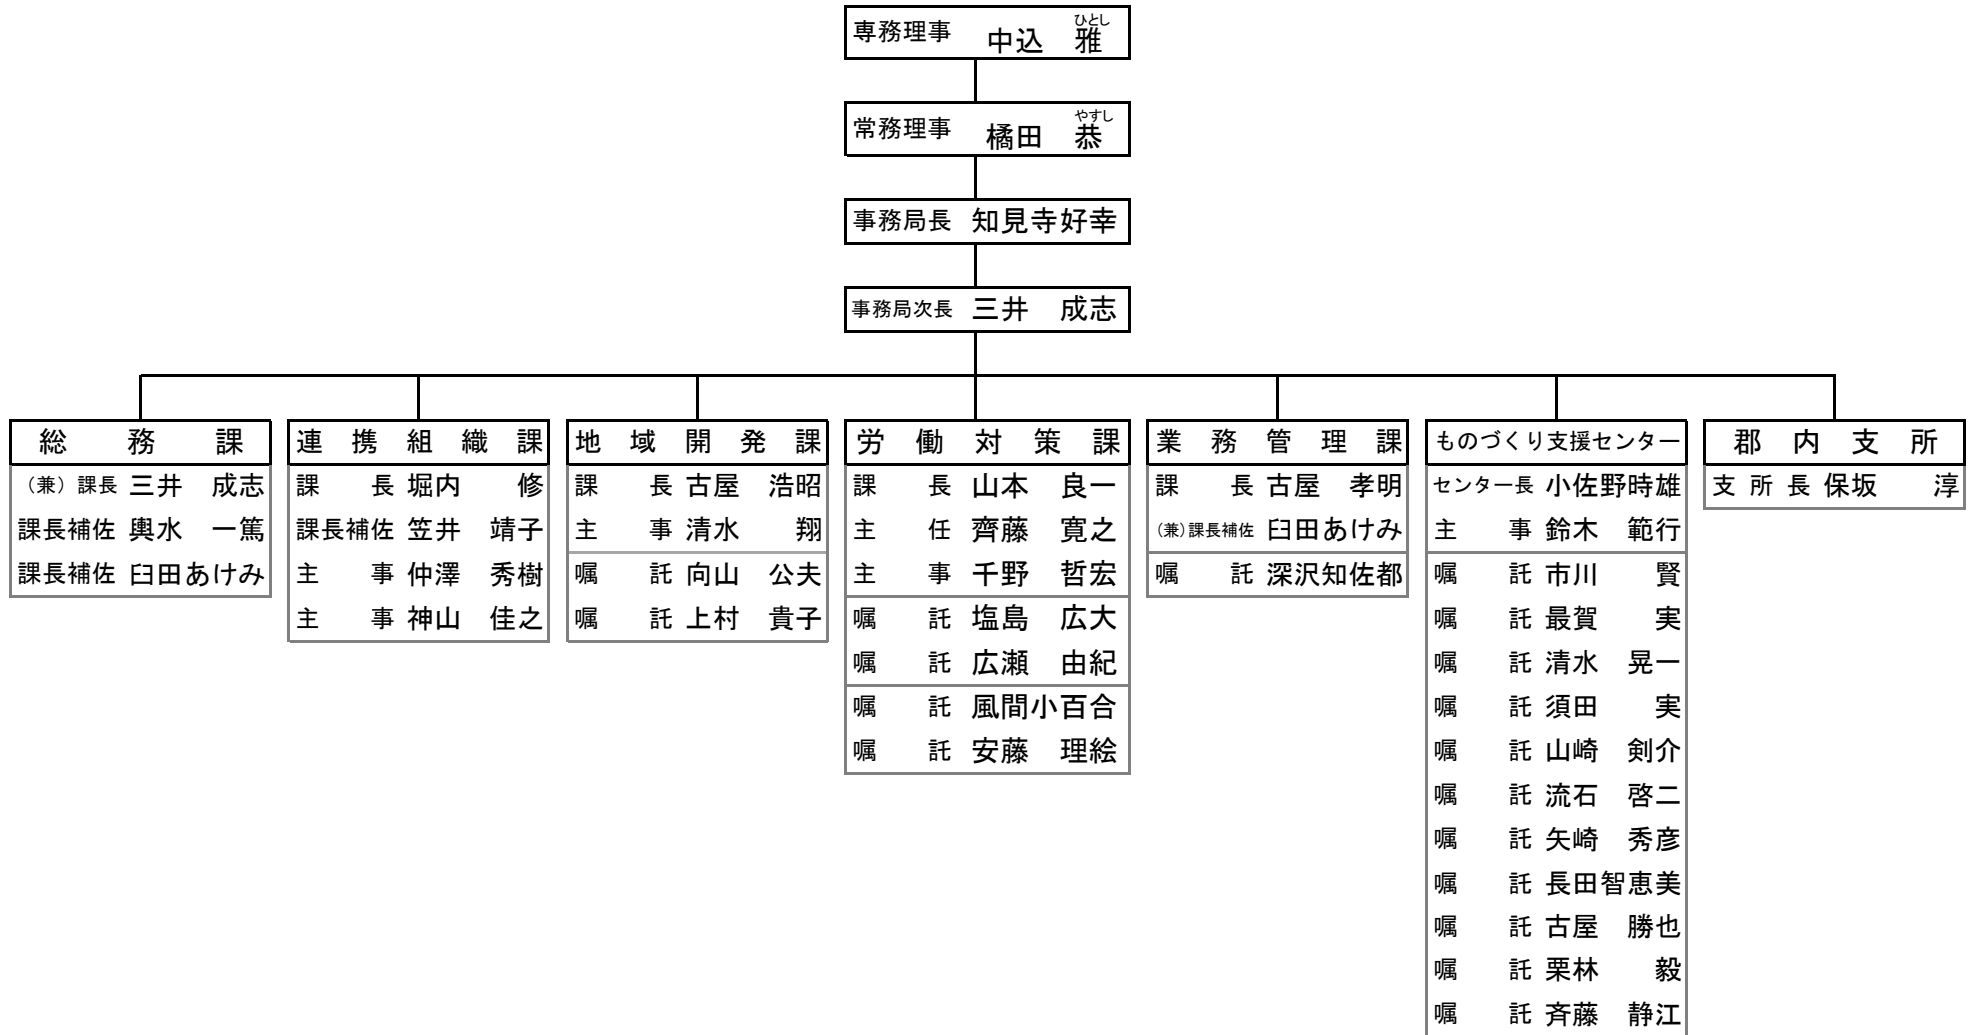 専務理事 中込 雅
ひとし
常務理事 橘田 恭
やすし
事務局長 知見寺好幸
事務局次長 三井 成志
総務課
(兼)課長 三井 成志
課長補佐 輿水 一篤
課長補佐 臼田あけみ
連携組織課
課長 堀内 修
課長補佐 笠井 靖子
主事 仲澤 秀樹
主事 神山 佳之
地域開発課
課長 古屋 浩昭
主事 清水 翔
嘱託 向山 公夫
嘱託 上村 貴子
労働対策課
課長 山本 良一
主任 齊藤 寛之
主事 千野 哲宏
嘱託 塩島 広大
嘱託 広瀬 由紀
嘱託 風間小百合
嘱託 安藤 理絵
業務管理課
課長 古屋 孝明
(兼)課長補佐 臼田あけみ
嘱託 深沢知佐都
ものづくり支援センター
センター長 小佐野時雄
主事 鈴木 範行
嘱託 市川 賢
嘱託 最賀 実
嘱託 清水 晃一
嘱託 須田 実
嘱託 山崎 剣介
嘱託 流石 啓二
嘱託 矢崎 秀彦
嘱託 長田智恵美
嘱託 古屋 勝也
嘱託 栗林 毅
嘱託 斉藤 静江
郡内支所
支所長 保坂 淳